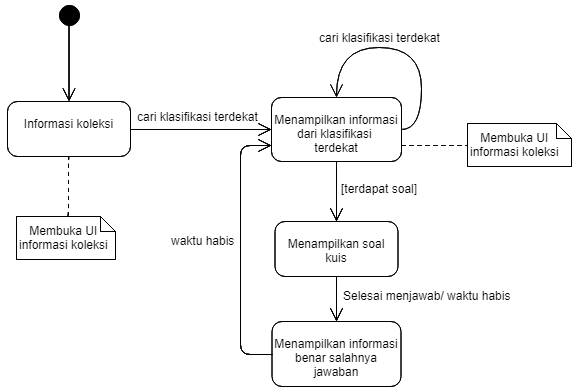 cari klasifikasi terdekat
Informasi koleksi
cari klasifikasi terdekat
Menampilkan informasi
dari klasifikasi
terdekat
Membuka UI
informasi koleksi
[terdapat soal]
Membuka UI
informasi koleksi
waktu habis
Menampilkan soal
kuis
Selesai menjawab/ waktu habis
Menampilkan informasi
benar salahnya
jawaban